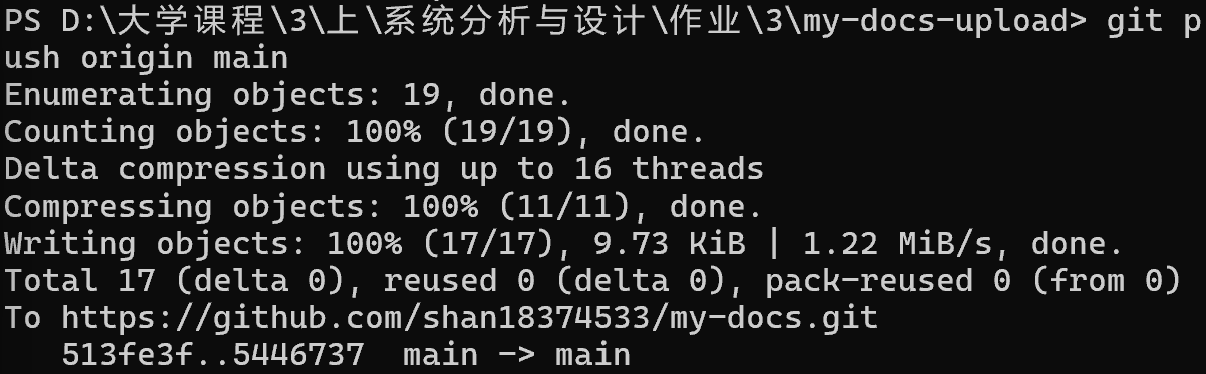 PS D:\大学课程\3\上\系统分析与设计\作业\3\my-docs-upload> git p
ush origin main
Enumerating objects: 19, done.
Counting objects: 100% (19/19), done.
Delta compression using up to 16 threads
Compressing objects: 100% (11/11), done.
Writing objects: 100% (17/17), 9.73 KiB | 1.22 MiB/s, done.
Total 17 (delta 0), reused 0 (delta 0), pack-reused 0 (from 0)
To https://github.com/shan18374533/my-docs.git
   513fe3f..5446737  main -> main